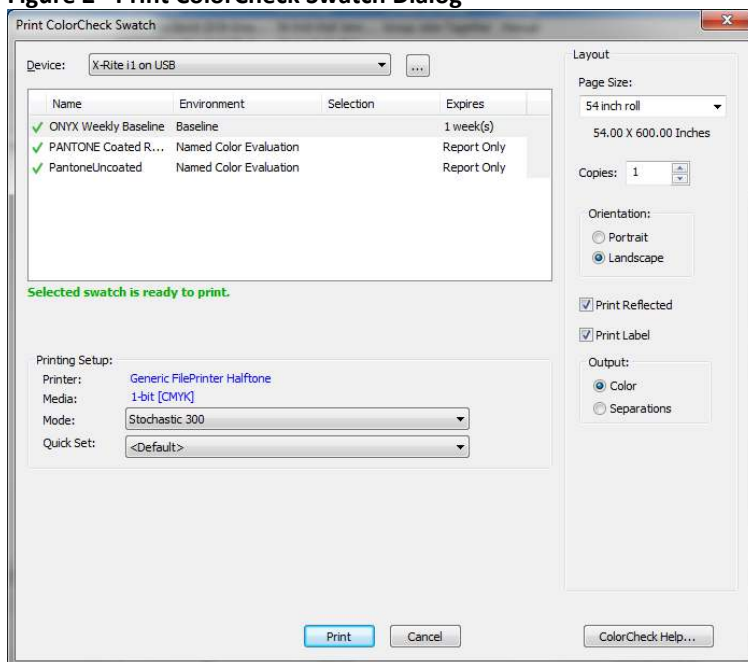 Figure 2 - Print ColorCheck Swatch Dialog
Print ColorCheck Swatch
Device: X-Rite i1 on USB ...
Name Environment Selection Expires
ONYX Weekly Baseline Baseline 1 week(s)
PANTONE Coated R... Named Color Evaluation Report Only
PantoneUncoated Named Color Evaluation Report Only
Selected swatch is ready to print.
Printing Setup:
Printer: Generic FilePrinter Halftone
Media: 1-bit [CMYK]
Mode: Stochastic 300
Quick Set: <Default>
Layout
Page Size:
54 inch roll
54.00 X 600.00 Inches
Copies: 1
Orientation:
Portrait
Landscape
Print Reflected
Print Label
Output:
Color
Separations
Print Cancel ColorCheck Help...